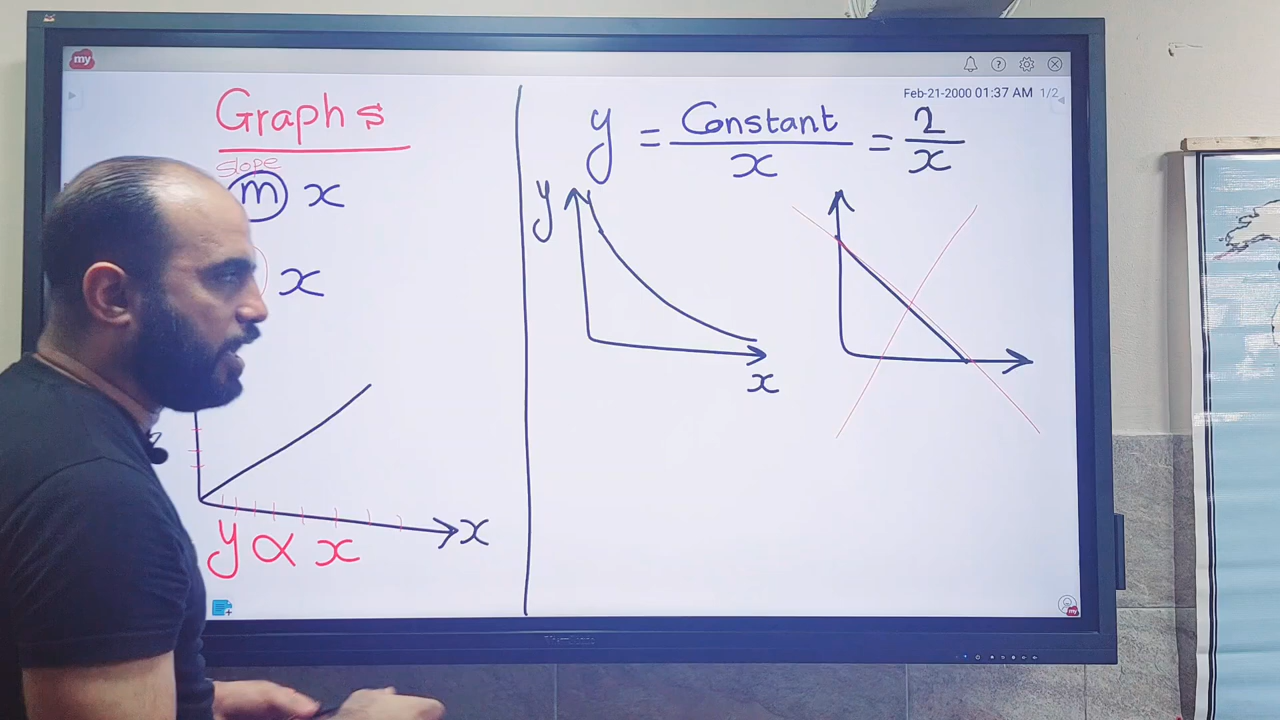 my
Feb-21-2000 01:37 AM 1/2
Graphs
slope
m x
x
y
x
y ∝ x
y = Constant / x = 2 / x
y
x